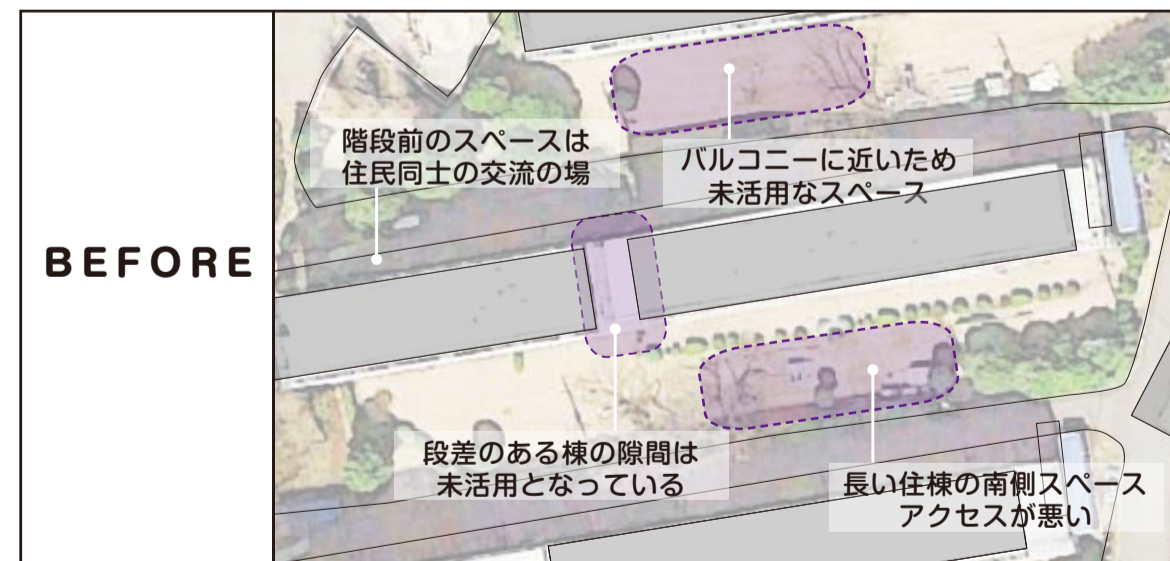 BEFORE
階段前のスペースは
住民同士の交流の場
バルコニーに近いため
未活用なスペース
段差のある棟の隙間は
未活用となっている
長い住棟の南側スペース
アクセスが悪い